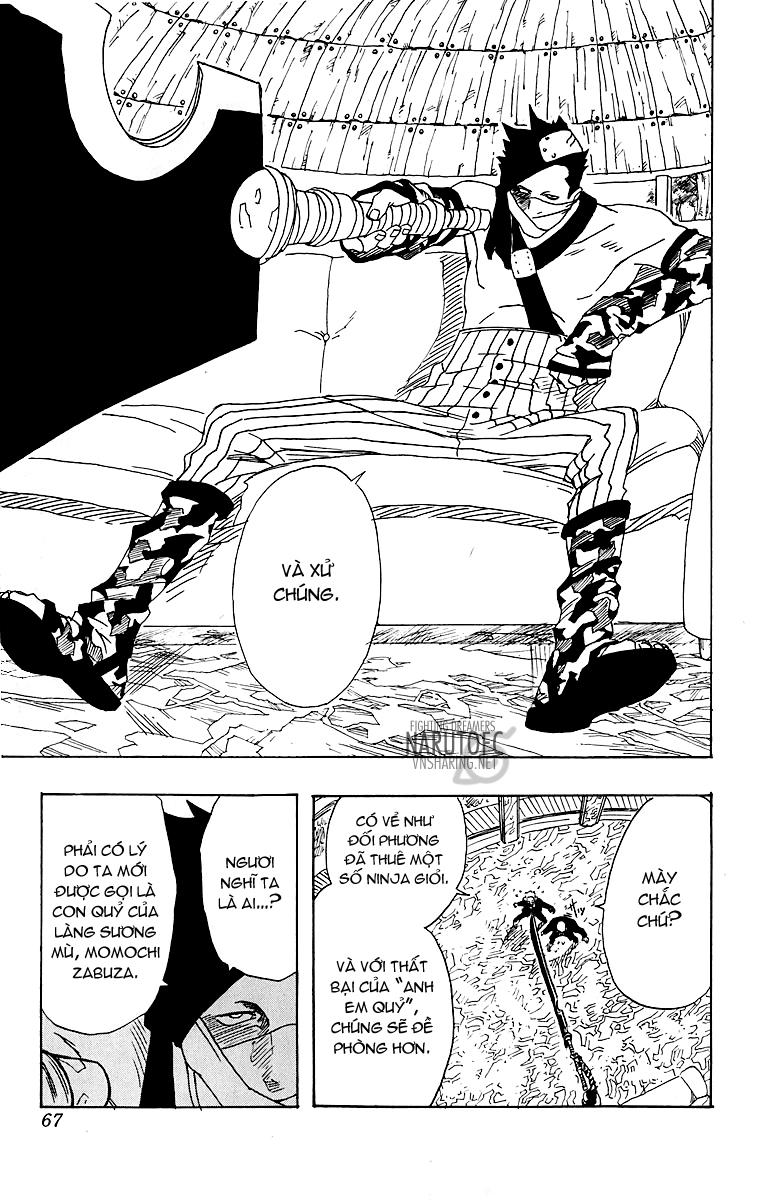 VÀ XỬ
CHÚNG.
FIGHTING DREAMERS
NARUTOLC
VNSHARING.NET
MÀY
CHẮC
CHỨ?
CÓ VẺ NHƯ
ĐỐI PHƯƠNG
ĐÃ THUÊ MỘT
SỐ NINJA GIỎI.
VÀ VỚI THẤT
BẠI CỦA “ANH
EM QUỶ”,
CHÚNG SẼ ĐỀ
PHÒNG HƠN.
NGƯƠI
NGHĨ TA
LÀ AI...?
PHẢI CÓ LÝ
DO TA MỚI
ĐƯỢC GỌI LÀ
CON QUỶ CỦA
LÀNG SƯƠNG
MÙ, MOMOCHI
ZABUZA.
67